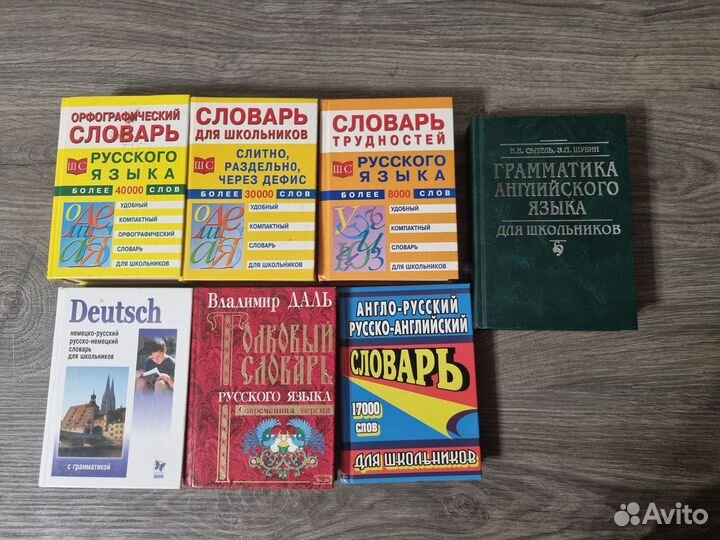 ОРФОГРАФИЧЕСКИЙ
СЛОВАРЬ
ШС
РУССКОГО
ЯЗЫКА
БОЛЕЕ 40000 СЛОВ
УДОБНЫЙ
КОМПАКТНЫЙ
ОРФОГРАФИЧЕСКИЙ
СЛОВАРЬ
ДЛЯ ШКОЛЬНИКОВ
СЛОВАРЬ
ДЛЯ ШКОЛЬНИКОВ
ШС
СЛИТНО,
РАЗДЕЛЬНО,
ЧЕРЕЗ ДЕФИС
БОЛЕЕ 30000 СЛОВ
УДОБНЫЙ
КОМПАКТНЫЙ
СЛОВАРЬ
ДЛЯ ШКОЛЬНИКОВ
СЛОВАРЬ
ТРУДНОСТЕЙ
ШС
РУССКОГО
ЯЗЫКА
БОЛЕЕ 8000 СЛОВ
УДОБНЫЙ
КОМПАКТНЫЙ
СЛОВАРЬ
ДЛЯ ШКОЛЬНИКОВ
В.В. СЫТЕЛЬ, Э.П. ШУБИН
ГРАММАТИКА
АНГЛИЙСКОГО
ЯЗЫКА
ДЛЯ ШКОЛЬНИКОВ
Deutsch
немецко-русский
русско-немецкий
словарь
для школьников
с грамматикой
Владимир ДАЛЬ
ТОЛКОВЫЙ
СЛОВАРЬ
РУССКОГО ЯЗЫКА
Современная версия
АНГЛО-РУССКИЙ
РУССКО-АНГЛИЙСКИЙ
СЛОВАРЬ
17000
СЛОВ
ДЛЯ ШКОЛЬНИКОВ
Avito